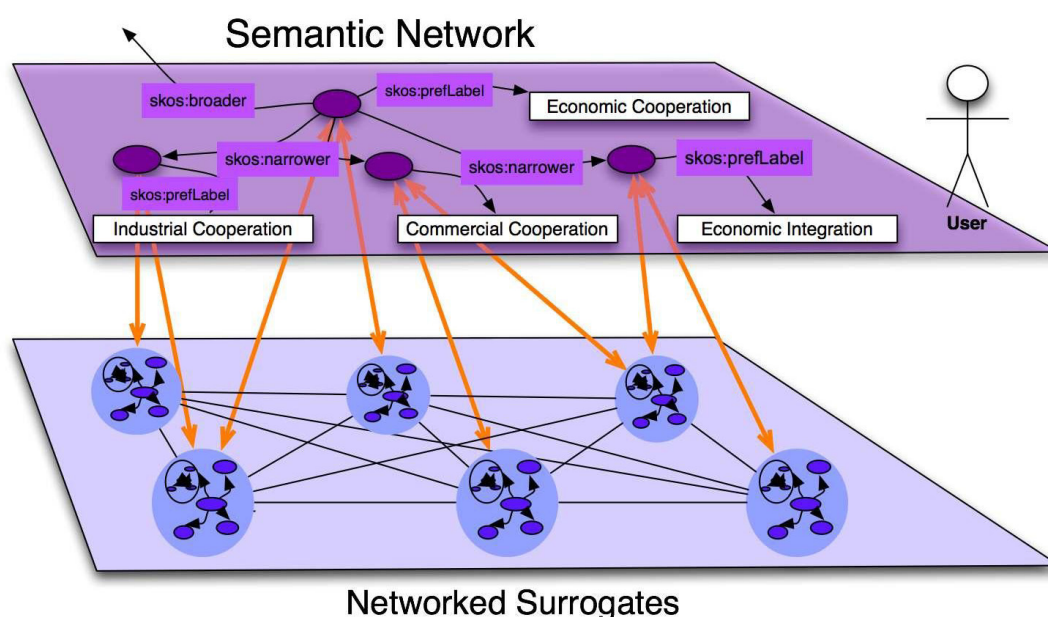 Semantic Network
skos:prefLabel
skos:broader
Economic Cooperation
skos:narrower
skos:narrower
skos:prefLabel
skos:prefLabel
Industrial Cooperation
Commercial Cooperation
Economic Integration
User
Networked Surrogates